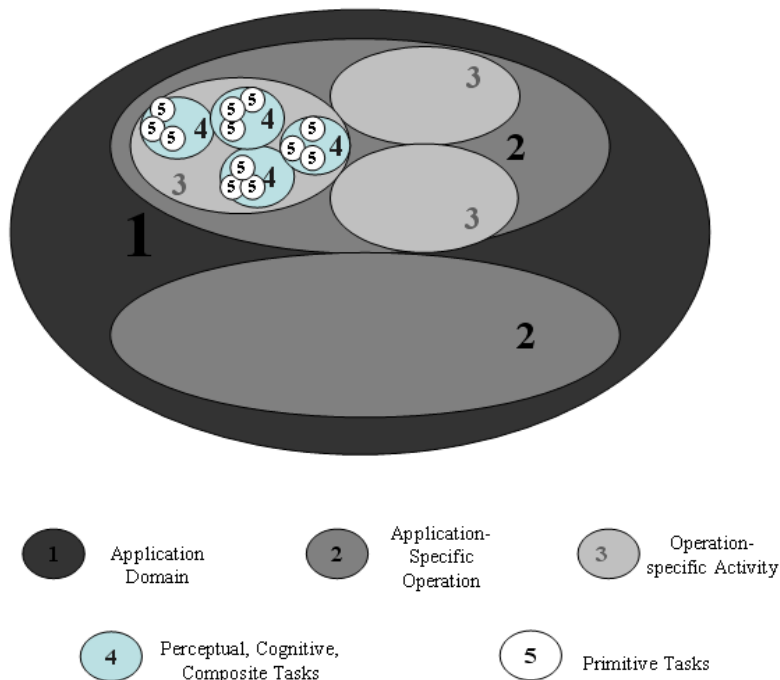 3
5
5
5
4
5
5
5
4
5
5
5
4
2
5
5
5
4
3
3
1
2
1
Application
Domain
2
Application-
Specific
Operation
3
Operation-
specific Activity
4
Perceptual, Cognitive,
Composite Tasks
5
Primitive Tasks